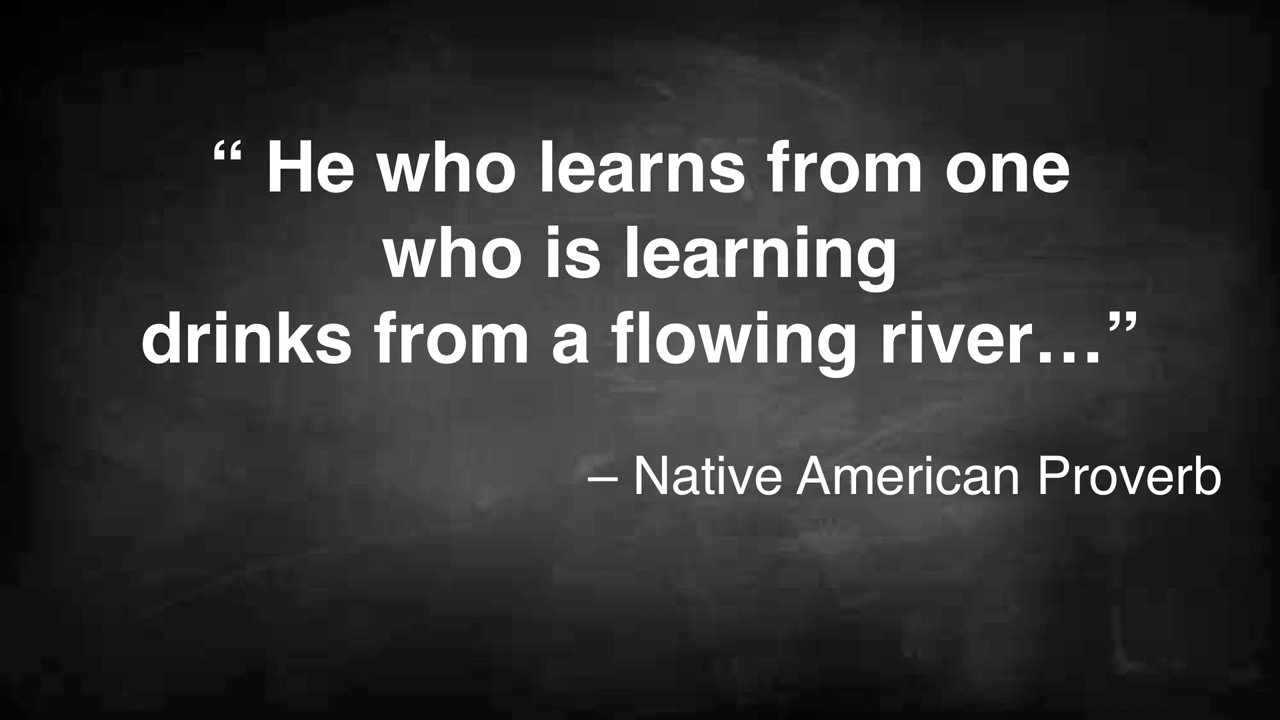 “ He who learns from one
who is learning
drinks from a flowing river…”
– Native American Proverb